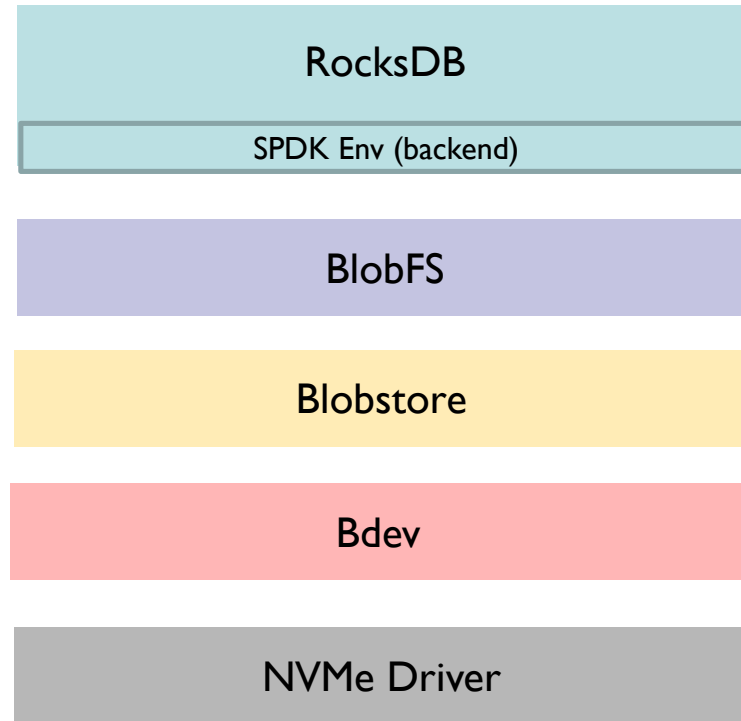 RocksDB
SPDK Env (backend)
BlobFS
Blobstore
Bdev
NVMe Driver